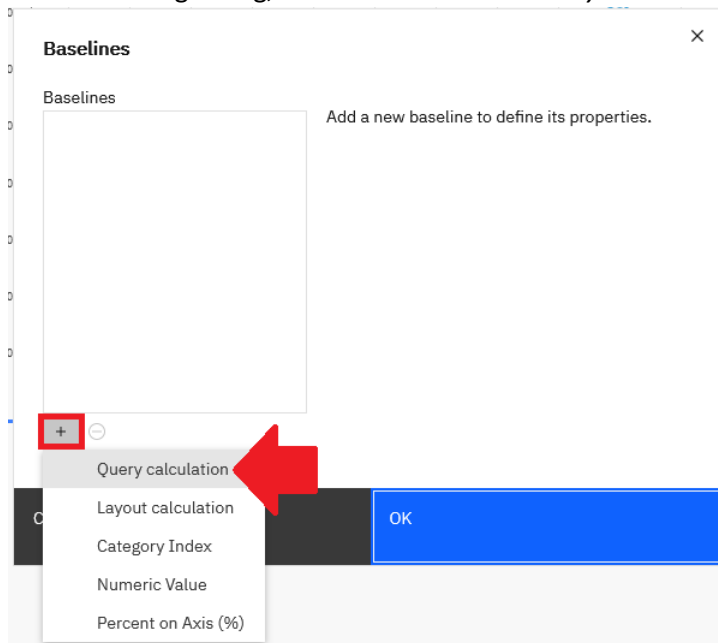 Baselines
Baselines
Add a new baseline to define its properties.
Query calculation
Layout calculation
OK
Category Index
Numeric Value
Percent on Axis (%)